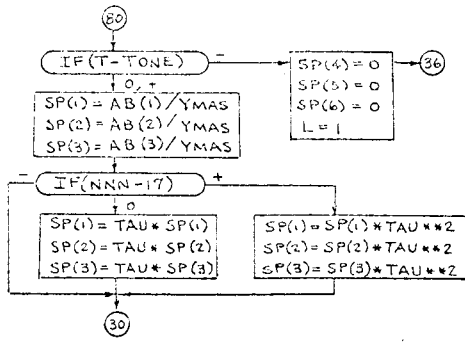 80
IF(T-TONE)
-
SP(4)=0
SP(5)=0
SP(6)=0
L=1
36
0,+
SP(1)=AB(1)/YMAS
SP(2)=AB(2)/YMAS
SP(3)=AB(3)/YMAS
-
IF(NNN-17)
+
0
SP(1)=TAU*SP(1)
SP(2)=TAU*SP(2)
SP(3)=TAU*SP(3)
SP(1)=SP(1)*TAU**2
SP(2)=SP(2)*TAU**2
SP(3)=SP(3)*TAU**2
30